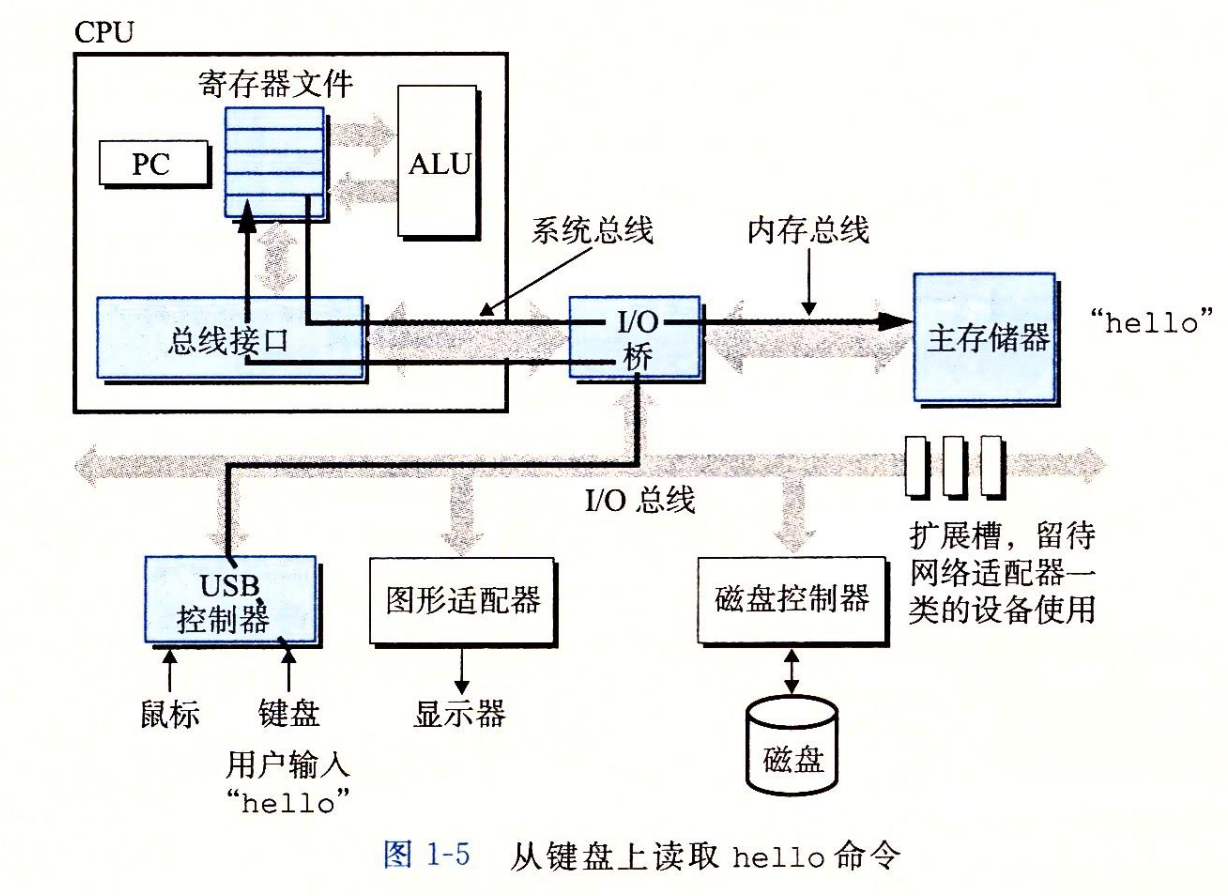 CPU
寄存器文件
PC
ALU
系统总线
内存总线
总线接口
I/O
桥
主存储器
“hello”
I/O 总线
扩展槽，留待
网络适配器一
类的设备使用
USB
控制器
图形适配器
磁盘控制器
鼠标
键盘
显示器
磁盘
用户输入
“hello”
图 1-5 从键盘上读取 hello 命令